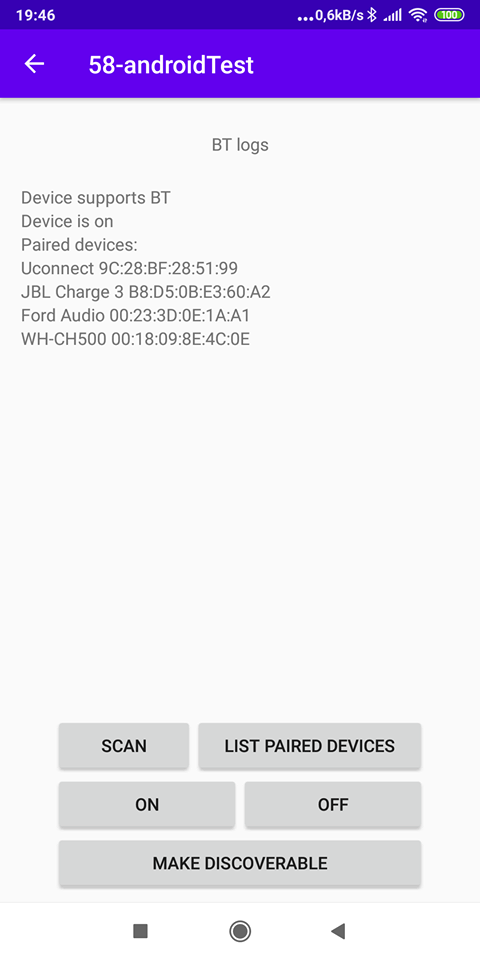 19:46
...0,6kB/s 100
58-androidTest
BT logs
Device supports BT
Device is on
Paired devices:
Uconnect 9C:28:BF:28:51:99
JBL Charge 3 B8:D5:0B:E3:60:A2
Ford Audio 00:23:3D:0E:1A:A1
WH-CH500 00:18:09:8E:4C:0E
SCAN LIST PAIRED DEVICES
ON OFF
MAKE DISCOVERABLE